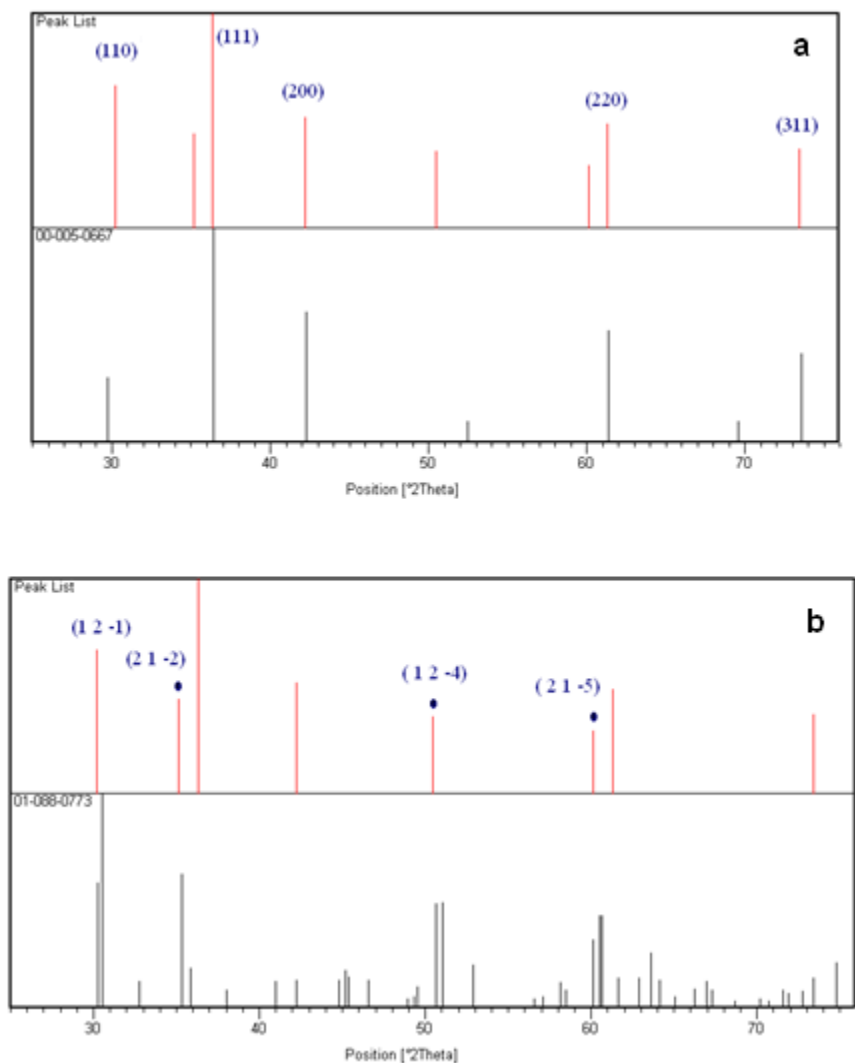 Peak List
a
(110)
(111)
(200)
(220)
(311)
00-005-0667
30 40 50 60 70
Position [°2Theta]
Peak List
b
(1 2 -1)
(2 1 -2)
( 1 2 -4)
( 2 1 -5)
01-088-0773
30 40 50 60 70
Position [°2Theta]